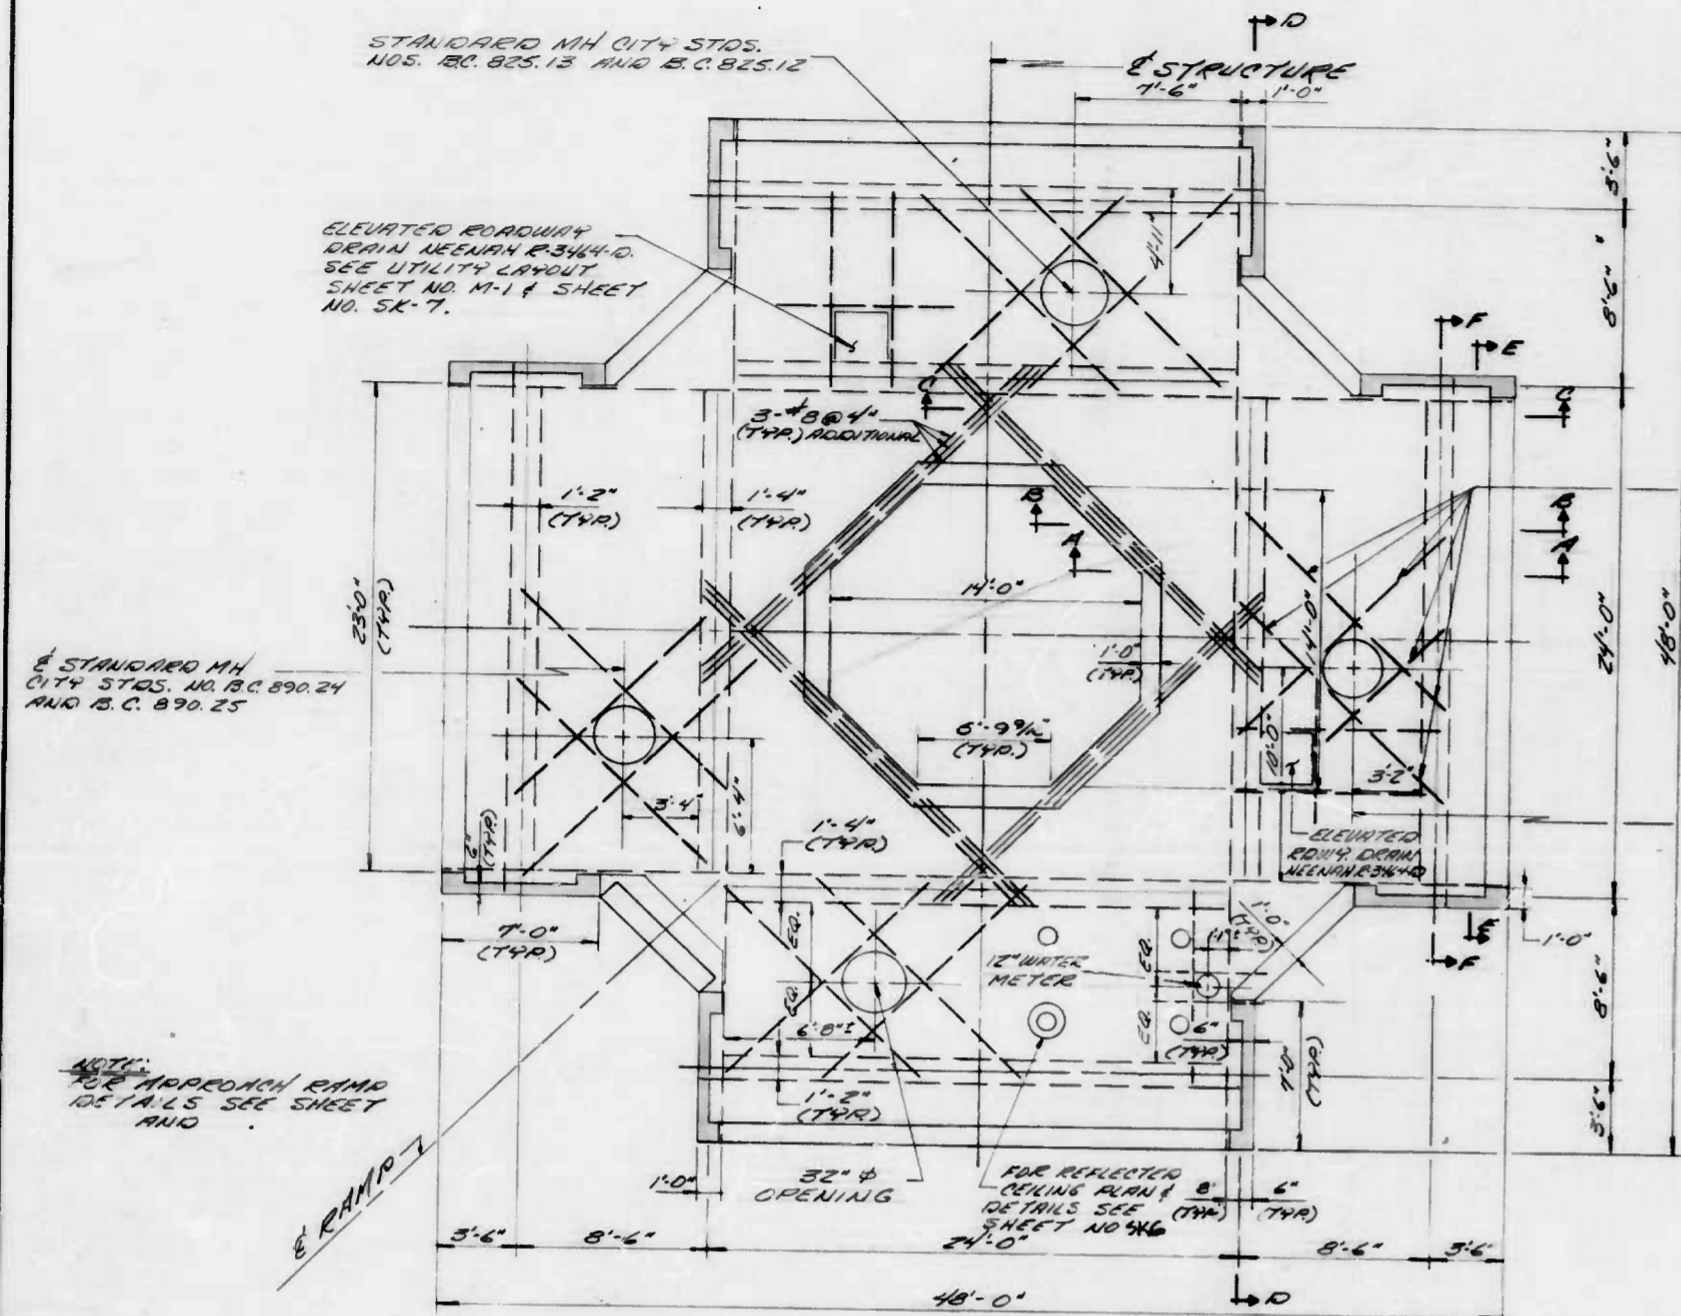 STANDARD MH CITY STDS.
NOS. B.C. 825.13 AND B.C. 825.12
D
℄ STRUCTURE
7'-6"
1'-0"
3'-6"
ELEVATED ROADWAY
DRAIN NEENAH R-3464-D.
SEE UTILITY LAYOUT
SHEET NO. M-1 & SHEET
NO. SK-7.
4'-11"
8'-6"
F
E
C
C
3-#8@4"
(TYP.) ADDITIONAL
1'-2"
(TYP.)
1'-4"
(TYP.)
B
B
A
A
23'-0"
(TYP.)
14'-0"
14'-0"
24'-0"
48'-0"
1'-0"
(TYP.)
℄ STANDARD MH
CITY STDS. NO. B.C. 890.24
AND B.C. 890.25
(TYP.)
10'-0"
3'-2"
3'-4"
6'-4"
6"
(TYP.)
1'-4"
(TYP.)
ELEVATED
RDWY. DRAIN
NEENAH R-3464-D
7'-0"
(TYP.)
EQ.
EQ.
12" WATER
METER
EQ.
EQ.
1'-0"
(TYP.)
E
F
1'-0"
8'-6"
6'-8"±
6"
(TYP.)
4'-0"
(TYP.)
NOTE:
FOR APPROACH RAMP
DETAILS SEE SHEET
AND .
1'-2"
(TYP.)
3'-6"
℄ RAMP
1'-0"
32" ϕ
OPENING
FOR REFLECTED
CEILING PLAN &
DETAILS SEE
SHEET NO
8"
(TYP.)
6"
(TYP.)
3'-6"
8'-6"
24'-0"
8'-6"
3'-6"
48'-0"
D